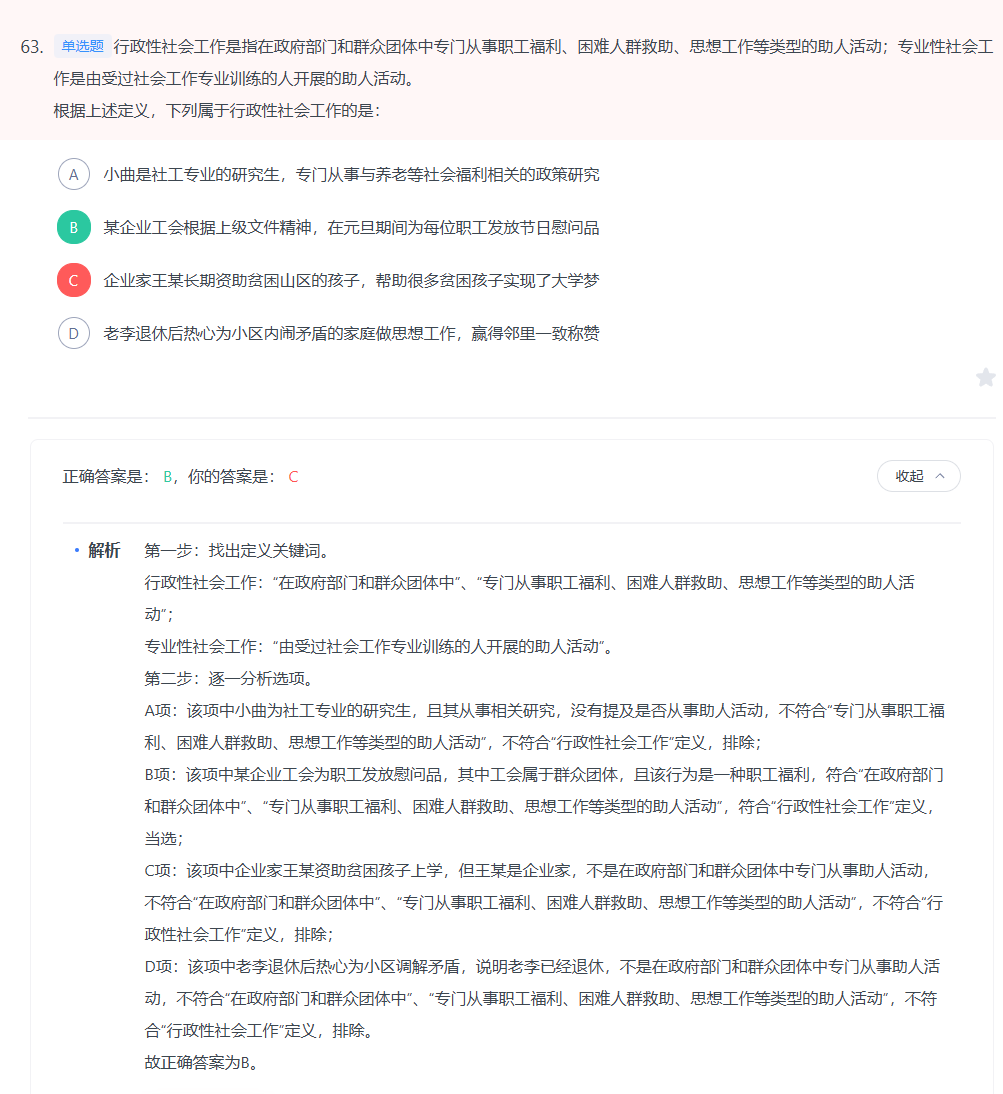 63. 单选题 行政性社会工作是指在政府部门和群众团体中专门从事职工福利、困难人群救助、思想工作等类型的助人活动；专业性社会工
作是由受过社会工作专业训练的人开展的助人活动。
根据上述定义，下列属于行政性社会工作的是：
A 小曲是社工专业的研究生，专门从事与养老等社会福利相关的政策研究
B 某企业工会根据上级文件精神，在元旦期间为每位职工发放节日慰问品
C 企业家王某长期资助贫困山区的孩子，帮助很多贫困孩子实现了大学梦
D 老李退休后热心为小区内闹矛盾的家庭做思想工作，赢得邻里一致称赞
正确答案是： B，你的答案是： C 收起
• 解析 第一步：找出定义关键词。
行政性社会工作：“在政府部门和群众团体中”、“专门从事职工福利、困难人群救助、思想工作等类型的助人活
动”；
专业性社会工作：“由受过社会工作专业训练的人开展的助人活动”。
第二步：逐一分析选项。
A项：该项中小曲为社工专业的研究生，且其从事相关研究，没有提及是否从事助人活动，不符合“专门从事职工福
利、困难人群救助、思想工作等类型的助人活动”，不符合“行政性社会工作”定义，排除；
B项：该项中某企业工会为职工发放慰问品，其中工会属于群众团体，且该行为是一种职工福利，符合“在政府部门
和群众团体中”、“专门从事职工福利、困难人群救助、思想工作等类型的助人活动”，符合“行政性社会工作”定义，
当选；
C项：该项中企业家王某资助贫困孩子上学，但王某是企业家，不是在政府部门和群众团体中专门从事助人活动，
不符合“在政府部门和群众团体中”、“专门从事职工福利、困难人群救助、思想工作等类型的助人活动”，不符合“行
政性社会工作”定义，排除；
D项：该项中老李退休后热心为小区调解矛盾，说明老李已经退休，不是在政府部门和群众团体中专门从事助人活
动，不符合“在政府部门和群众团体中”、“专门从事职工福利、困难人群救助、思想工作等类型的助人活动”，不符
合“行政性社会工作”定义，排除。
故正确答案为B。